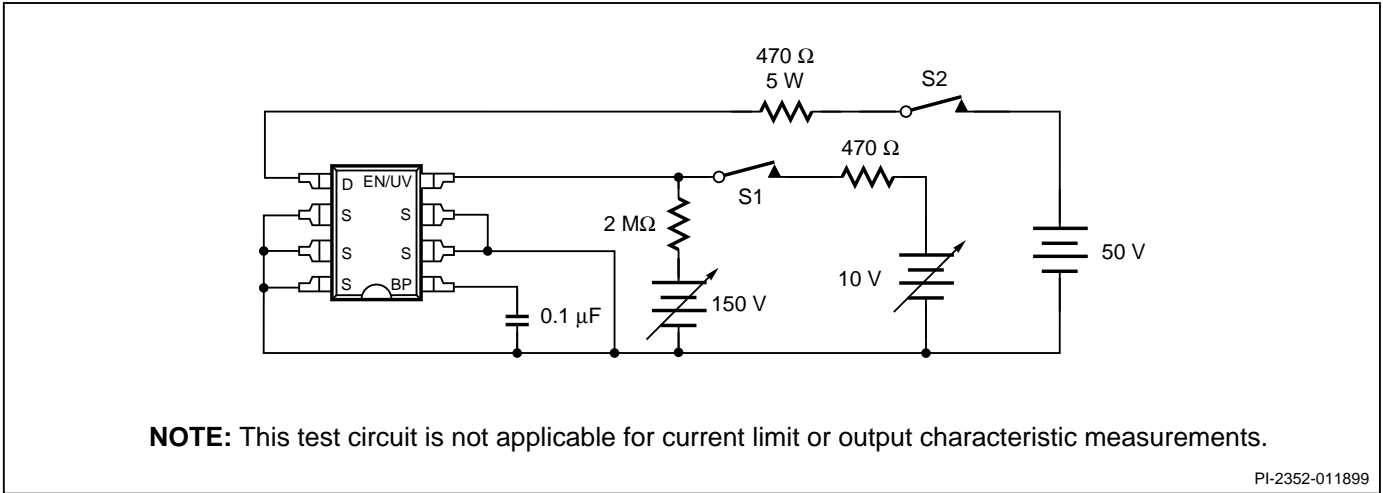 470 Ω
5 W
S2
470 Ω
S1
D EN/UV
S S
S S
S BP
2 MΩ
150 V
10 V
50 V
0.1 μF
NOTE: This test circuit is not applicable for current limit or output characteristic measurements.
PI-2352-011899